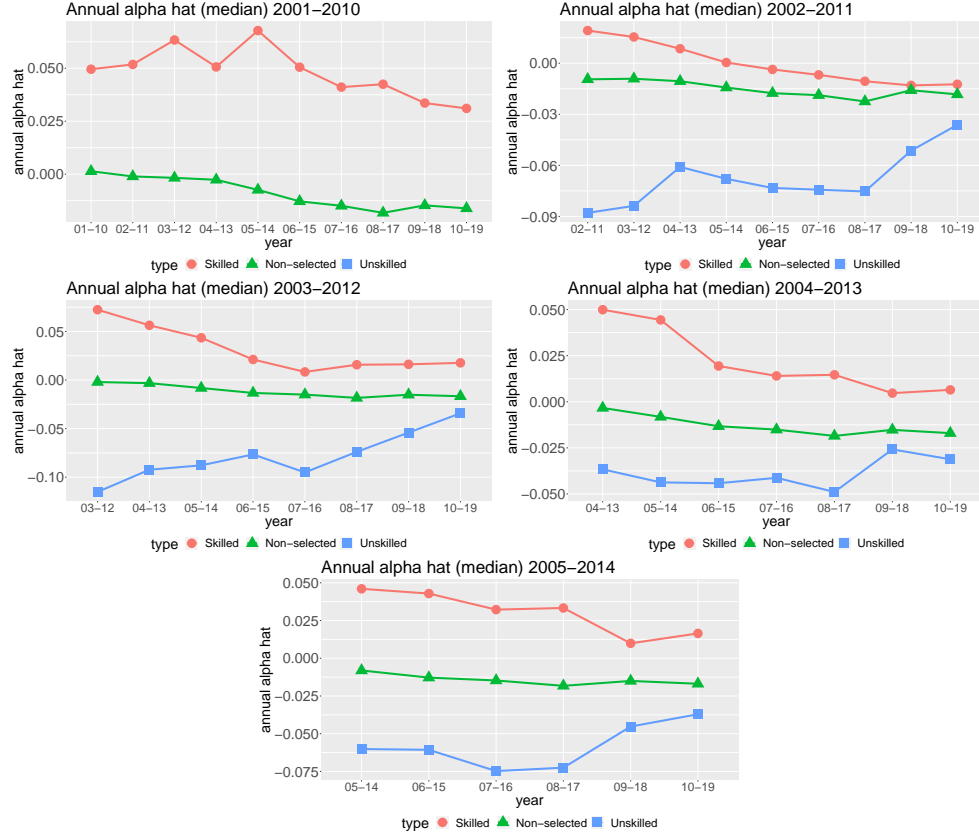 Annual alpha hat (median) 2001−2010
annual alpha hat
0.050
0.025
0.000
01−10 02−11 03−12 04−13 05−14 06−15 07−16 08−17 09−18 10−19
year
type Skilled Non−selected Unskilled
Annual alpha hat (median) 2002−2011
annual alpha hat
0.00
−0.03
−0.06
−0.09
02−11 03−12 04−13 05−14 06−15 07−16 08−17 09−18 10−19
year
type Skilled Non−selected Unskilled
Annual alpha hat (median) 2003−2012
annual alpha hat
0.05
0.00
−0.05
−0.10
03−12 04−13 05−14 06−15 07−16 08−17 09−18 10−19
year
type Skilled Non−selected Unskilled
Annual alpha hat (median) 2004−2013
annual alpha hat
0.050
0.025
0.000
−0.025
−0.050
04−13 05−14 06−15 07−16 08−17 09−18 10−19
year
type Skilled Non−selected Unskilled
Annual alpha hat (median) 2005−2014
annual alpha hat
0.050
0.025
0.000
−0.025
−0.050
−0.075
05−14 06−15 07−16 08−17 09−18 10−19
year
type Skilled Non−selected Unskilled